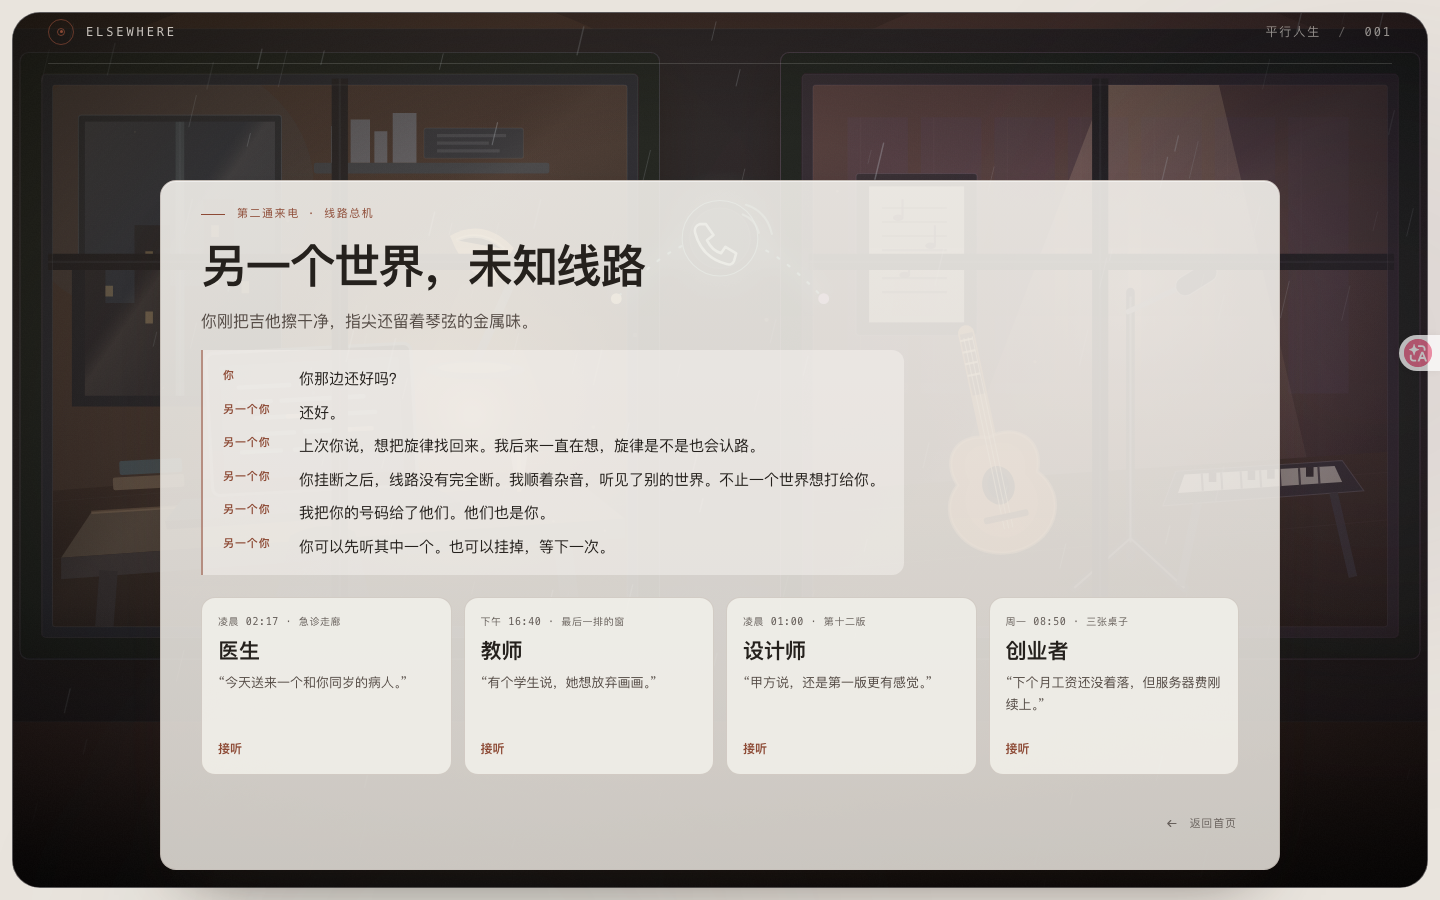 ELSEWHERE
平行人生 / 001
第二通来电 · 线路总机
另一个世界，未知线路
你刚把吉他擦干净，指尖还留着琴弦的金属味。
你 你那边还好吗？
另一个你 还好。
另一个你 上次你说，想把旋律找回来。我后来一直在想，旋律是不是也会认路。
另一个你 你挂断之后，线路没有完全断。我顺着杂音，听见了别的世界。不止一个世界想打给你。
另一个你 我把你的号码给了他们。他们也是你。
另一个你 你可以先听其中一个。也可以挂掉，等下一次。
凌晨 02:17 · 急诊走廊
医生
“今天送来一个和你同岁的病人。”
接听
下午 16:40 · 最后一排的窗
教师
“有个学生说，她想放弃画画。”
接听
凌晨 01:00 · 第十二版
设计师
“甲方说，还是第一版更有感觉。”
接听
周一 08:50 · 三张桌子
创业者
“下个月工资还没着落，但服务器费刚
续上。”
接听
← 返回首页